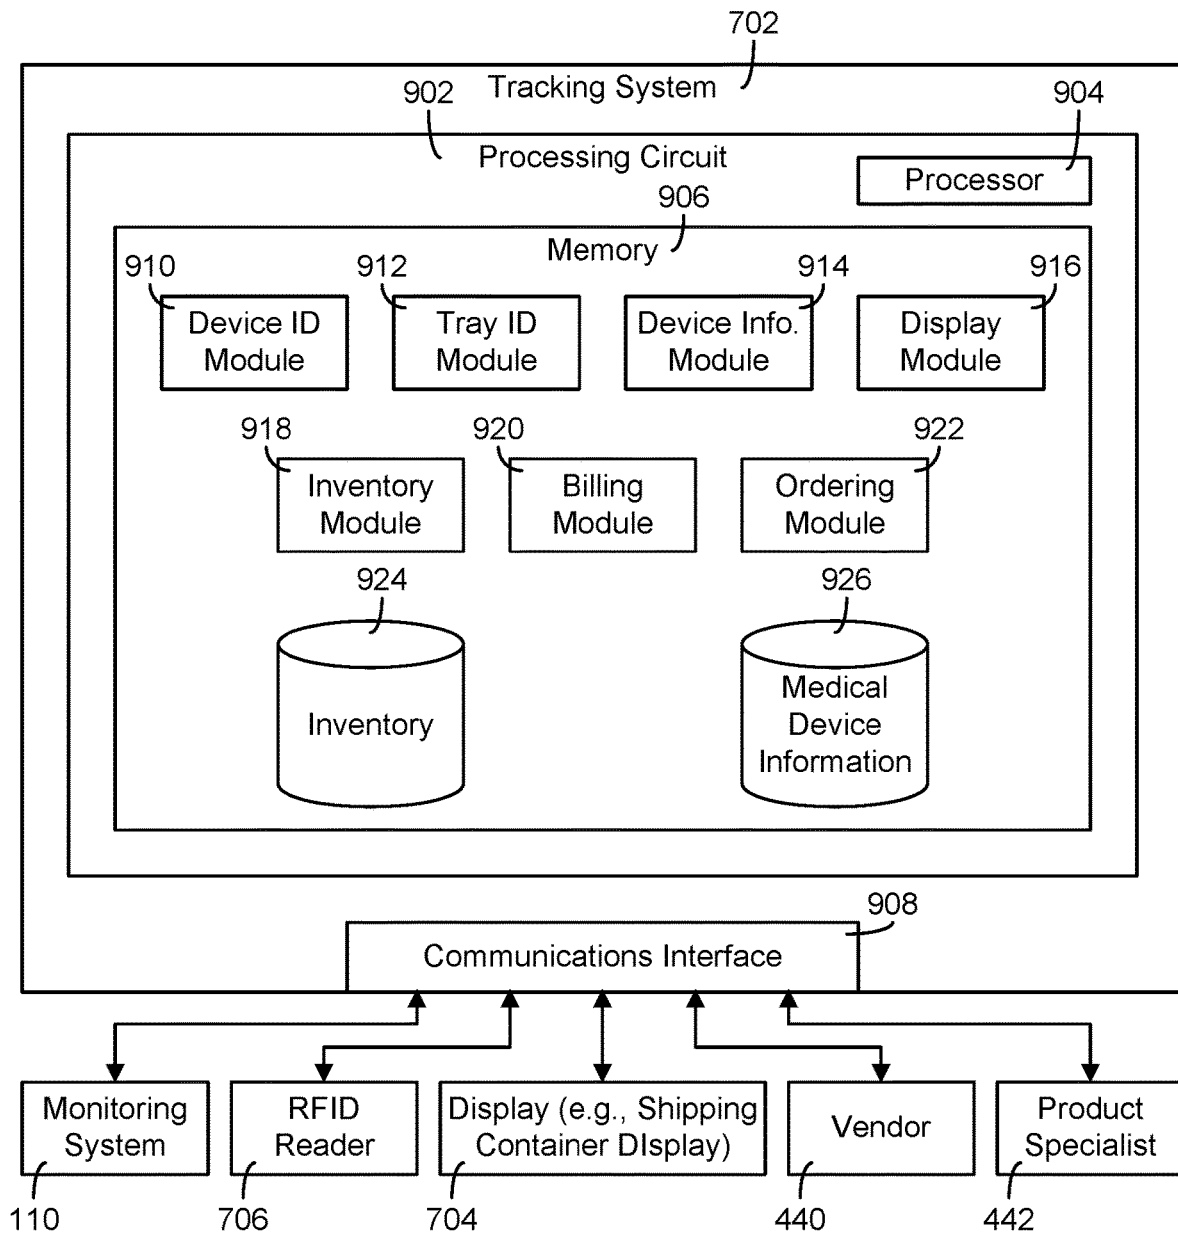 702
Tracking System
902
904
Processing Circuit
Processor
906
Memory
910
912
914
916
Device ID
Module
Tray ID
Module
Device Info.
Module
Display
Module
918
920
922
Inventory
Module
Billing
Module
Ordering
Module
924
926
Inventory
Medical
Device
Information
908
Communications Interface
Monitoring
System
RFID
Reader
Display (e.g., Shipping
Container DIsplay)
Vendor
Product
Specialist
110
706
704
440
442